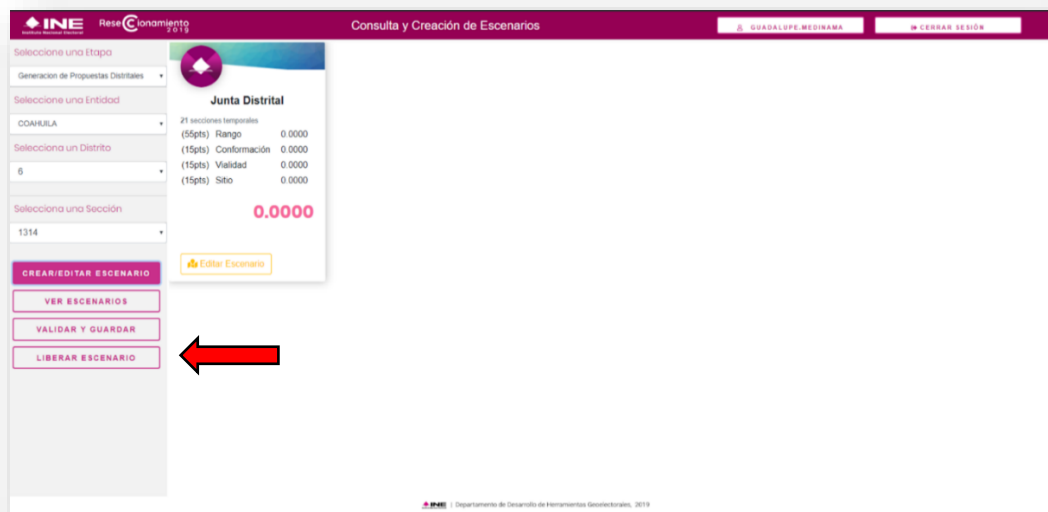 INE
Instituto Nacional Electoral
Reseccionamiento
2019
Consulta y Creación de Escenarios
GUADALUPE.MEDINAMA
CERRAR SESIÓN
Seleccione una Etapa
Generacion de Propuestas Distritales
Seleccione una Entidad
COAHUILA
Selecciona un Distrito
6
Selecciona una Sección
1314
CREAR/EDITAR ESCENARIO
VER ESCENARIOS
VALIDAR Y GUARDAR
LIBERAR ESCENARIO
Junta Distrital
21 secciones temporales
(55pts) Rango 0.0000
(15pts) Conformación 0.0000
(15pts) Vialidad 0.0000
(15pts) Sitio 0.0000
0.0000
Editar Escenario
INE | Departamento de Desarrollo de Herramientas Geoelectorales, 2019